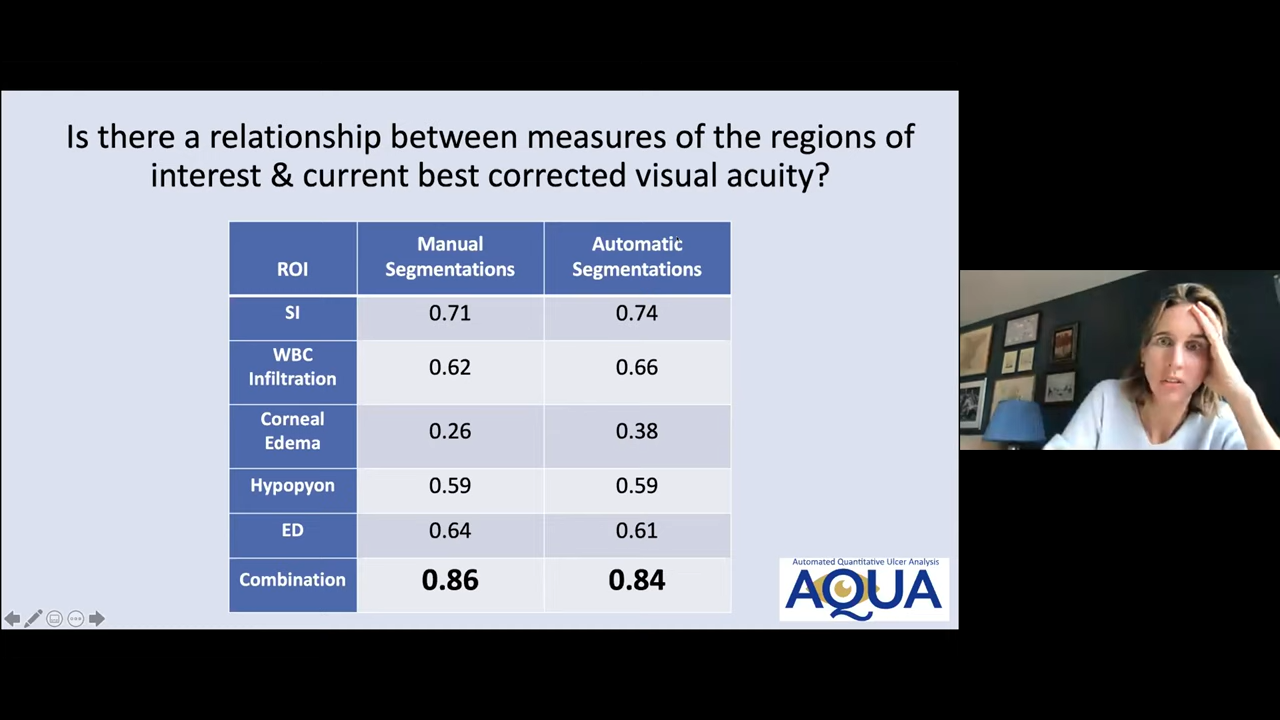 Is there a relationship between measures of the regions of
interest & current best corrected visual acuity?
ROI
Manual
Segmentations
Automatic
Segmentations
SI
0.71
0.74
WBC
Infiltration
0.62
0.66
Corneal
Edema
0.26
0.38
Hypopyon
0.59
0.59
ED
0.64
0.61
Combination
0.86
0.84
Automated Quantitative Ulcer Analysis
AQUA